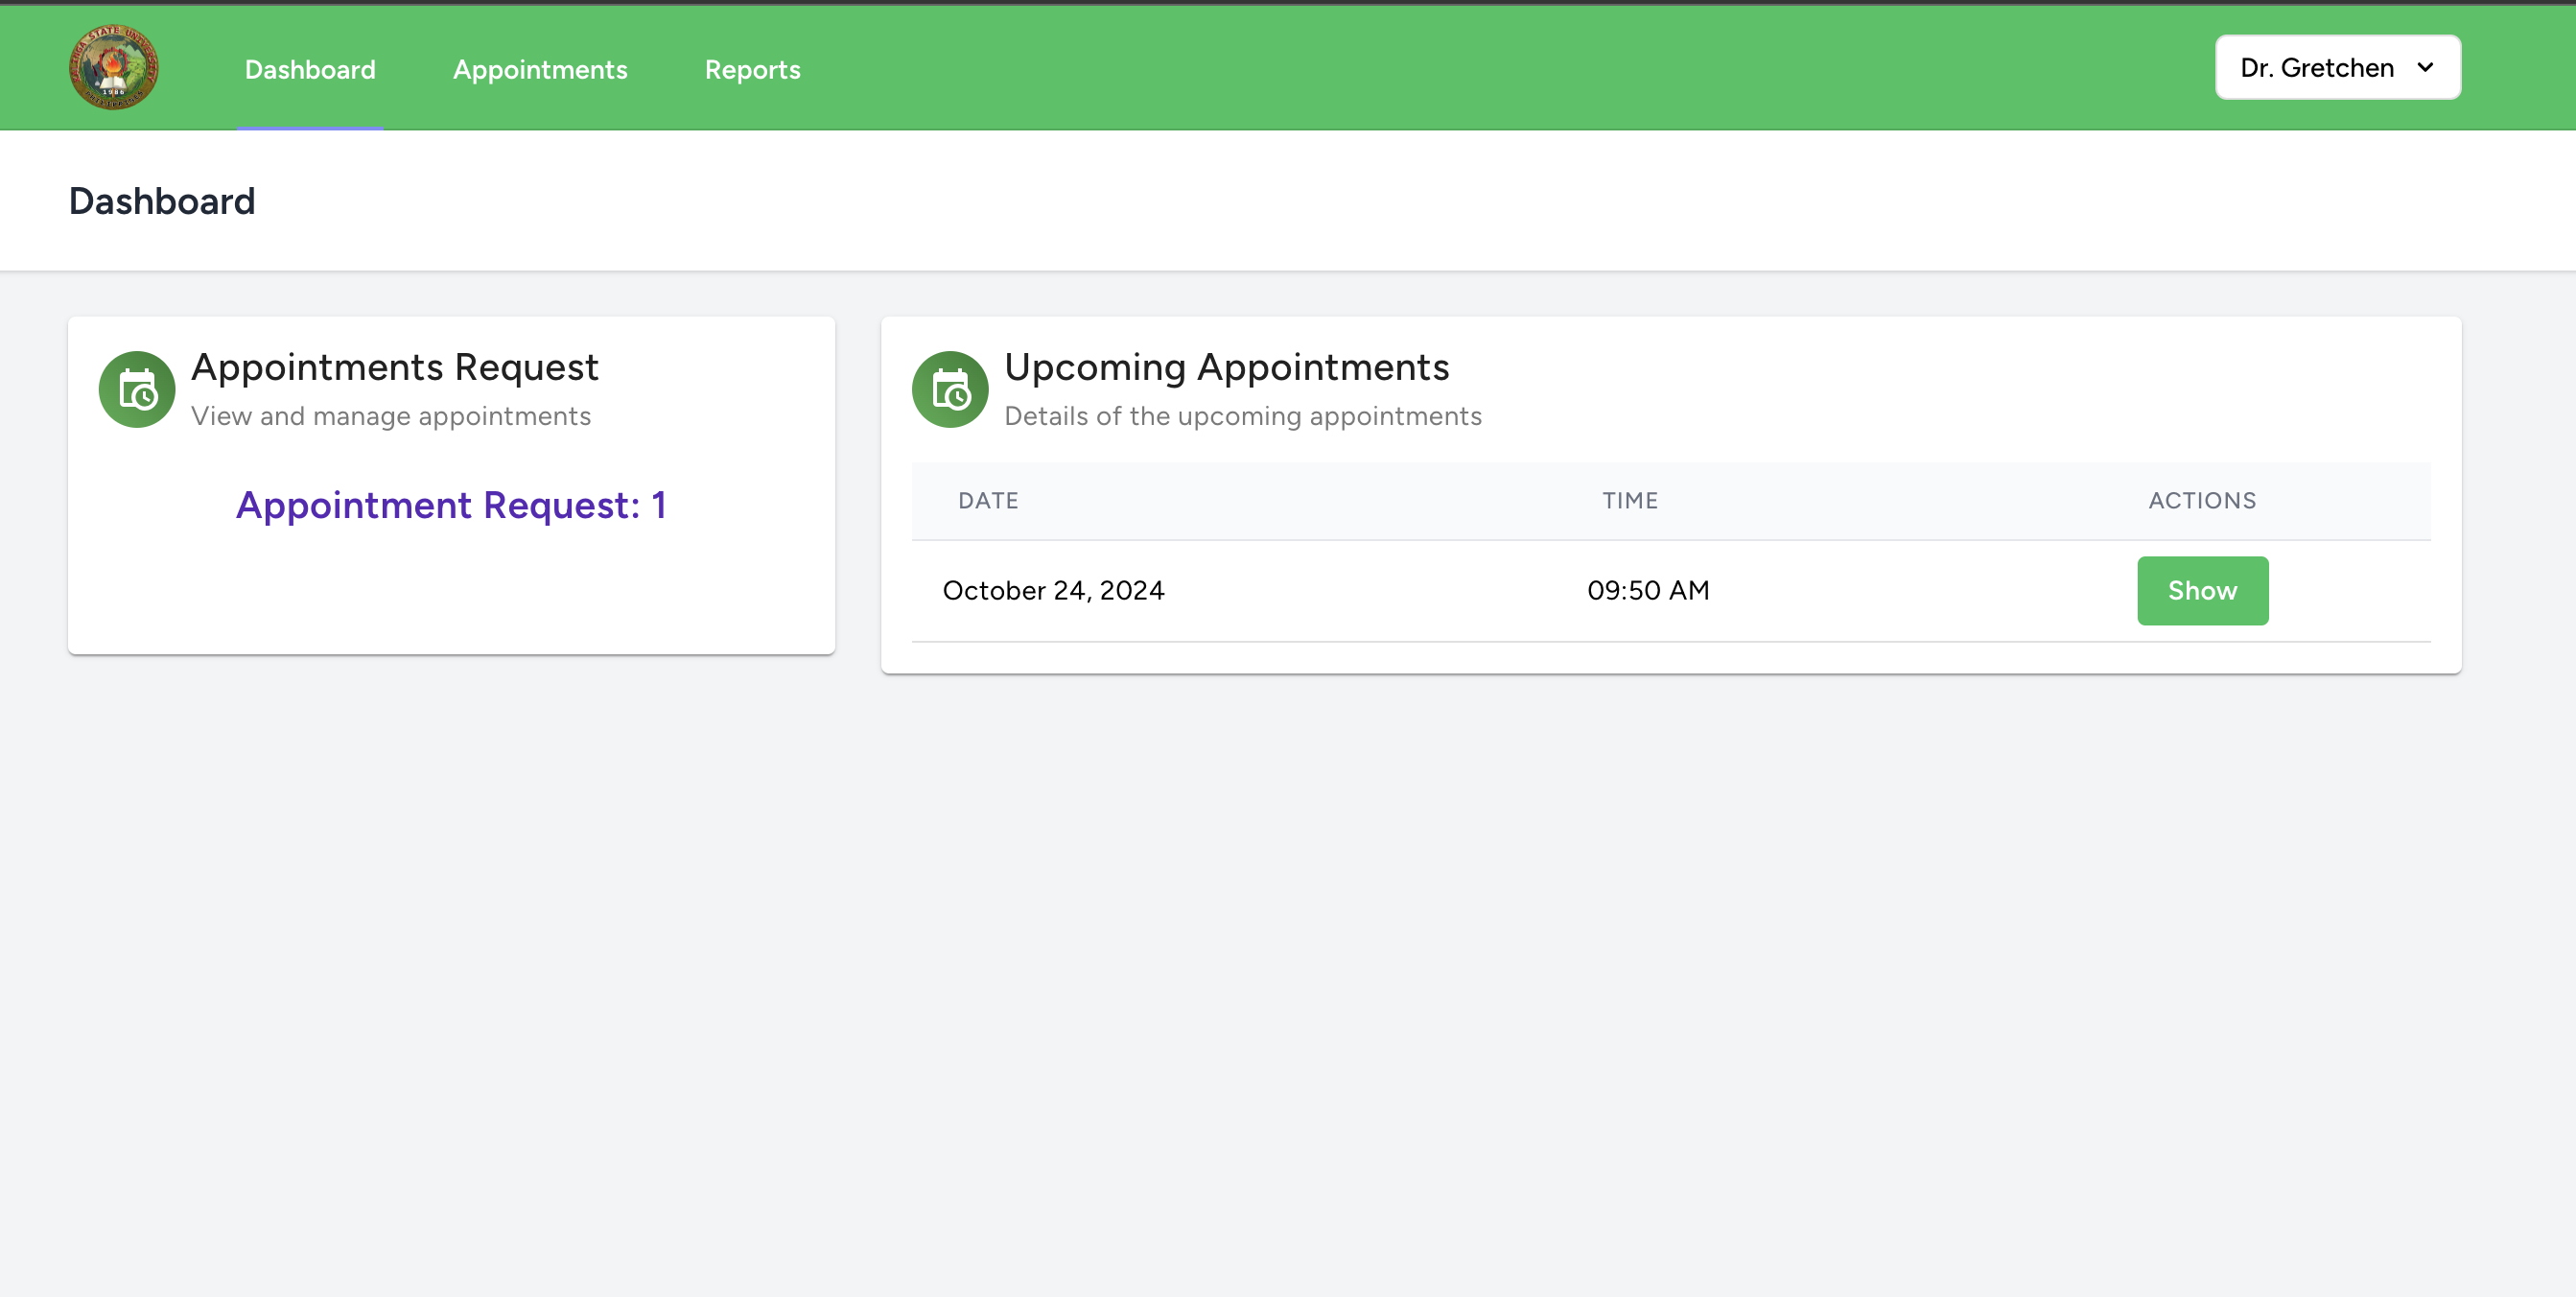 STATE UNIVERSITY
1986
PHILIPPINES
Dashboard
Appointments
Reports
Dr. Gretchen
Dashboard
Appointments Request
View and manage appointments
Appointment Request: 1
Upcoming Appointments
Details of the upcoming appointments
DATE TIME ACTIONS
October 24, 2024 09:50 AM Show